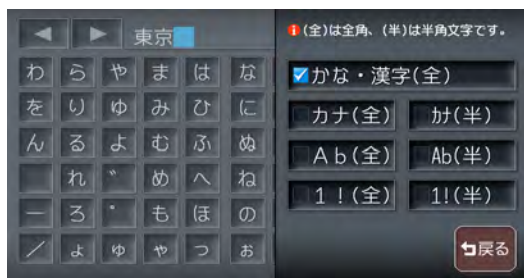 ◀ ▶ 東京
わ ら や ま は な
を り ゆ み ひ に
ん る よ む ふ ぬ
れ ゛ め へ ね
ー ろ ゜ も ほ の
／ ょ ゅ ゃ っ ぉ
(全)は全角、(半)は半角文字です。
かな・漢字(全)
カナ(全) ｶﾅ(半)
Ａｂ(全) Ab(半)
１！(全) 1!(半)
戻る